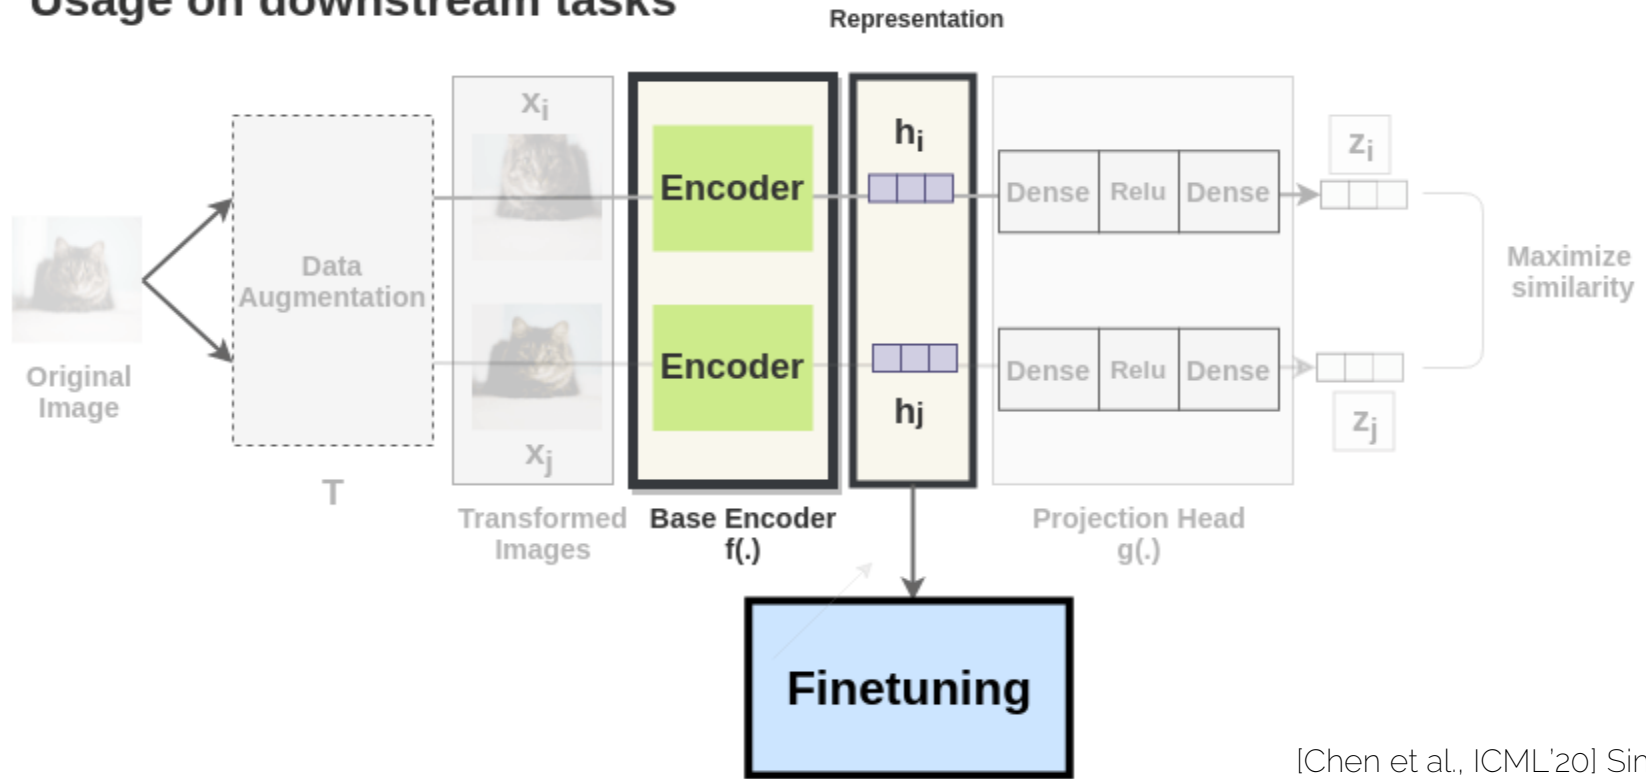 Usage on downstream tasks
Representation
xi
hi
zi
Encoder
Dense Relu Dense
Data
Augmentation
Maximize
similarity
Encoder
Dense Relu Dense
Original
Image
hj
zj
xj
T
Transformed
Images
Base Encoder
f(.)
Projection Head
g(.)
Finetuning
[Chen et al., ICML'20]